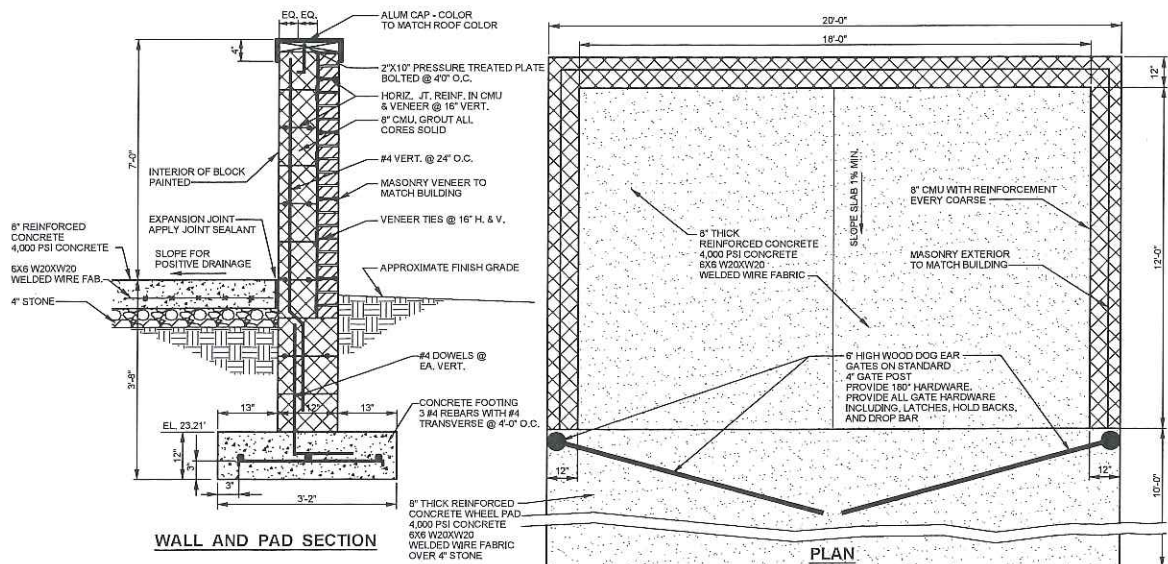 EQ. EQ.
ALUM CAP - COLOR
TO MATCH ROOF COLOR
4"
2"X10" PRESSURE TREATED PLATE
BOLTED @ 4'0" O.C.
HORIZ. JT. REINF. IN CMU
& VENEER @ 16" VERT.
8" CMU, GROUT ALL
CORES SOLID
7'-0"
#4 VERT. @ 24" O.C.
INTERIOR OF BLOCK
PAINTED
MASONRY VENEER TO
MATCH BUILDING
VENEER TIES @ 16" H. & V.
EXPANSION JOINT
APPLY JOINT SEALANT
8" REINFORCED
CONCRETE
4,000 PSI CONCRETE
SLOPE FOR
POSITIVE DRAINAGE
APPROXIMATE FINISH GRADE
6X6 W20XW20
WELDED WIRE FAB.
4" STONE
3'-8"
#4 DOWELS @
EA. VERT.
13" 12" 13"
CONCRETE FOOTING
3 #4 REBARS WITH #4
TRANSVERSE @ 4'-0" O.C.
EL. 23.21'
12"
3"
3"
3'-2"
WALL AND PAD SECTION
20'-0"
18'-0"
12"
SLOPE SLAB 1% MIN.
8" THICK
REINFORCED CONCRETE
4,000 PSI CONCRETE
6X6 W20XW20
WELDED WIRE FABRIC
8" CMU WITH REINFORCEMENT
EVERY COARSE
MASONRY EXTERIOR
TO MATCH BUILDING
12'-0"
6' HIGH WOOD DOG EAR
GATES ON STANDARD
4" GATE POST
PROVIDE 180° HARDWARE.
PROVIDE ALL GATE HARDWARE
INCLUDING, LATCHES, HOLD BACKS,
AND DROP BAR
12" 12"
10'-0"
8" THICK REINFORCED
CONCRETE WHEEL PAD
4,000 PSI CONCRETE
6X6 W20XW20
WELDED WIRE FABRIC
OVER 4" STONE
PLAN